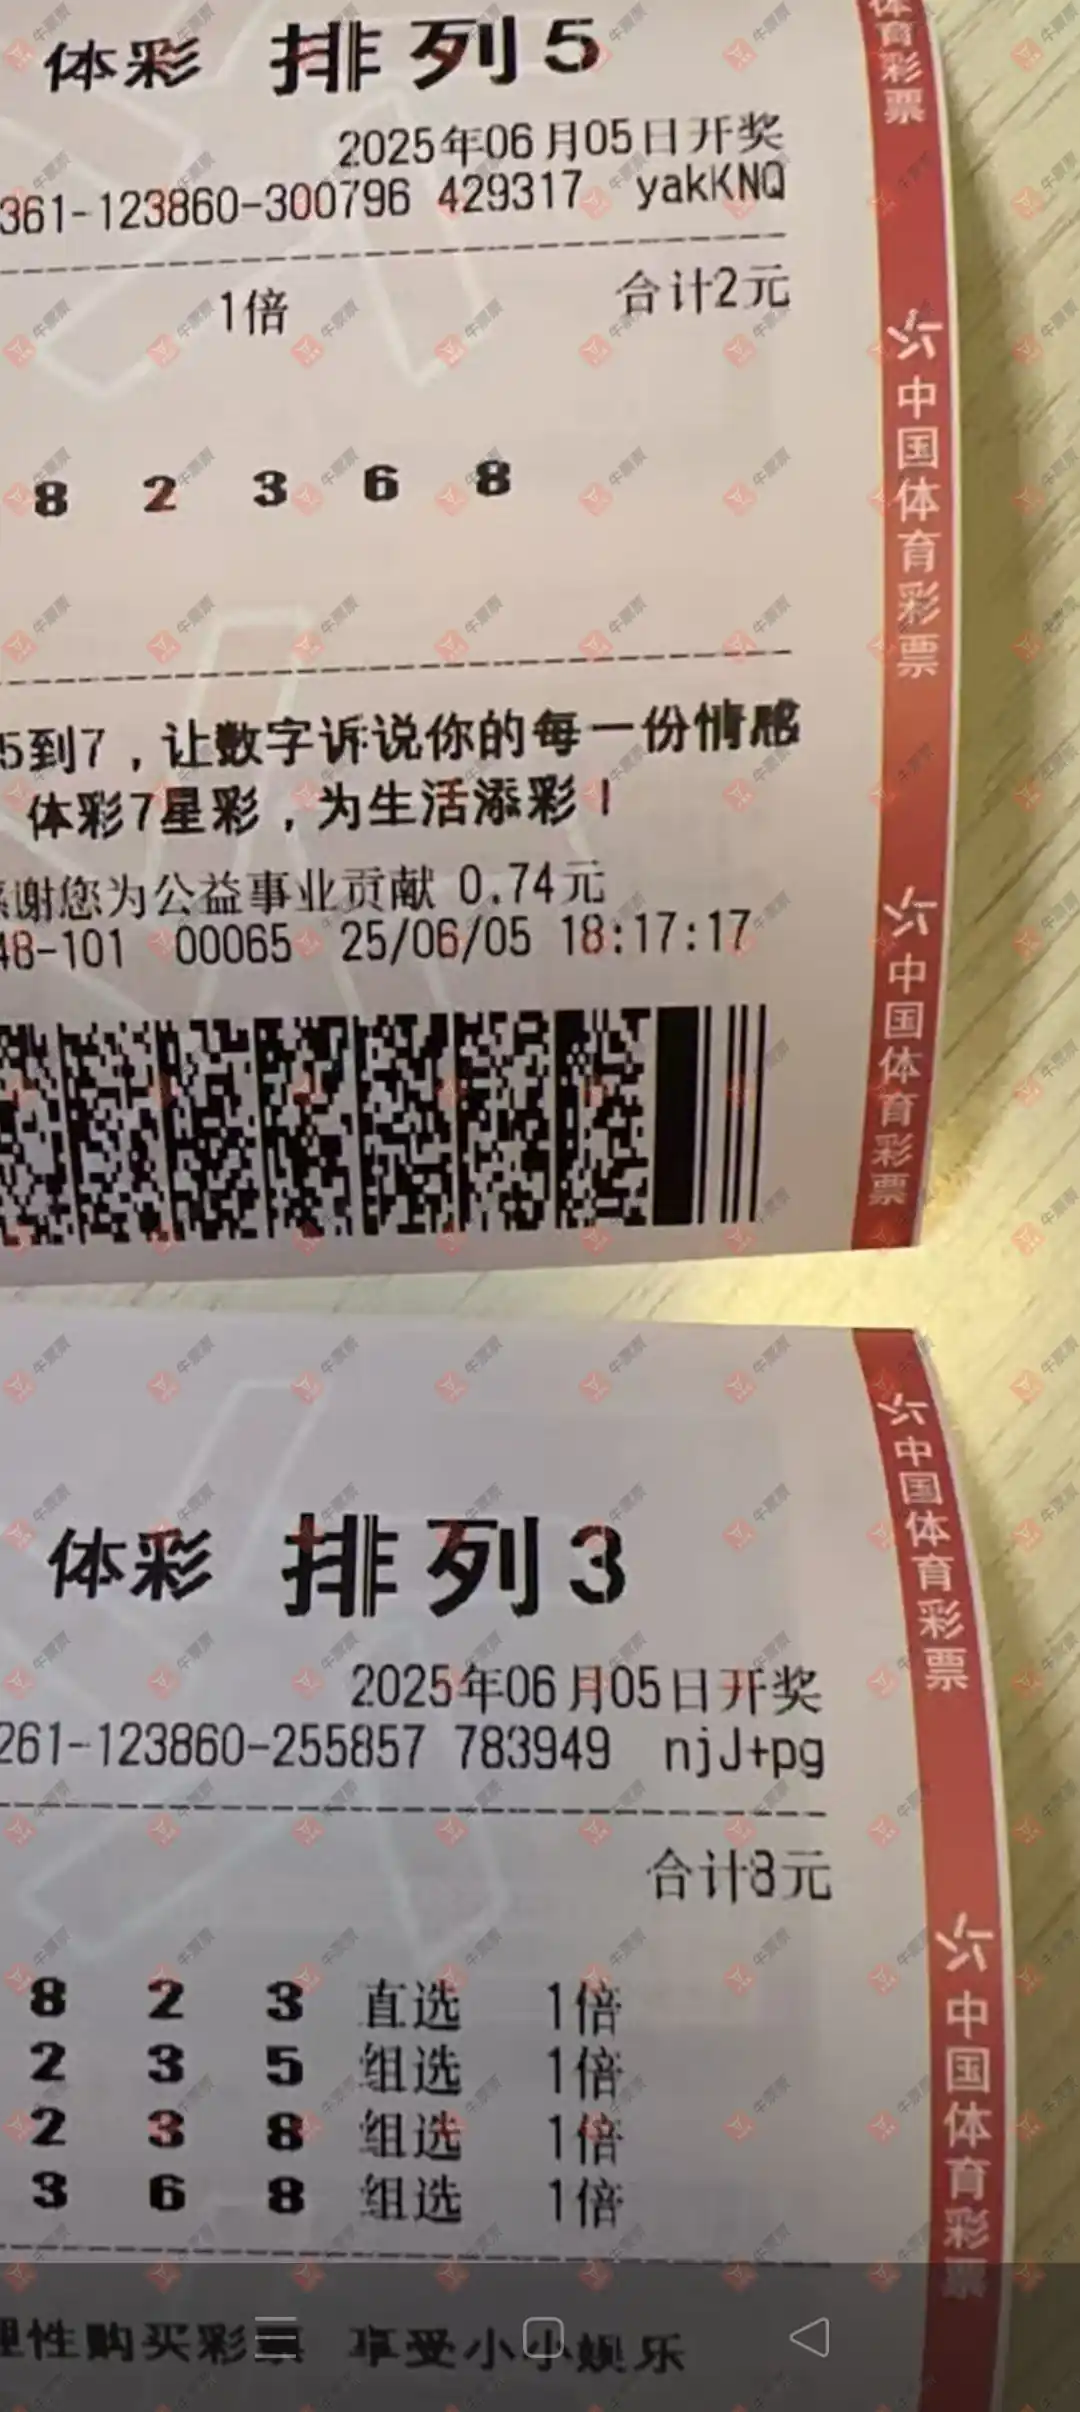 体彩 排列5
2025年06月05日开奖
361-123860-300796 429317 yakKNQ
1倍 合计2元
8 2 3 6 8
5到7，让数字诉说你的每一份情感
体彩7星彩，为生活添彩！
感谢您为公益事业贡献 0.74元
48-101 00065 25/06/05 18:17:17
体育彩票
中国体育彩票
中国体育彩票
体彩 排列3
2025年06月05日开奖
261-123860-255857 783949 njJ+pg
合计8元
8 2 3 直选 1倍
2 3 5 组选 1倍
2 3 8 组选 1倍
3 6 8 组选 1倍
理性购买彩票 享受小小娱乐
中国体育彩票
中国体育彩票
牛票票